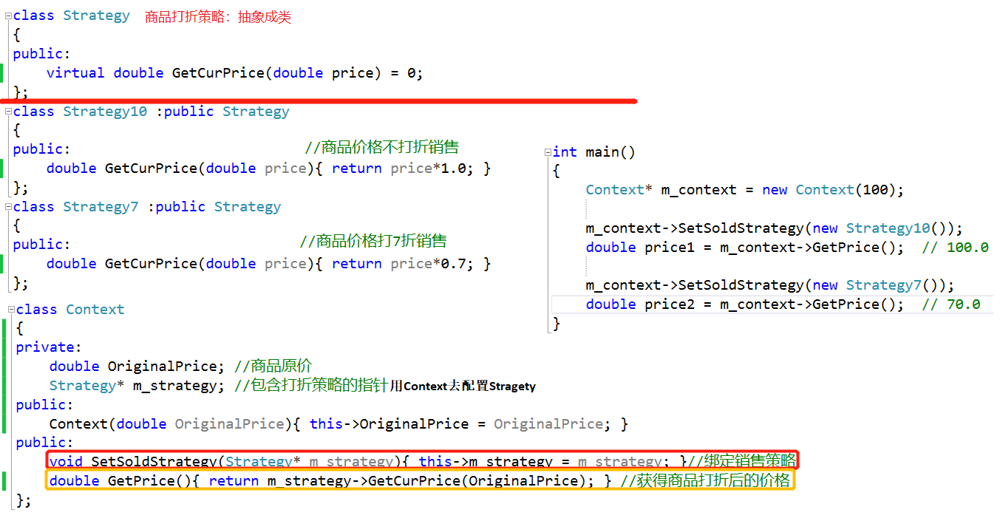 class Strategy 商品打折策略：抽象成类
{
public:
virtual double GetCurPrice(double price) = 0;
};
class Strategy10 :public Strategy
{
public: //商品价格不打折销售
double GetCurPrice(double price){ return price*1.0; }
};
class Strategy7 :public Strategy
{
public: //商品价格打7折销售
double GetCurPrice(double price){ return price*0.7; }
};
class Context
{
private:
double OriginalPrice; //商品原价
Strategy* m_strategy; //包含打折策略的指针用Context去配置Stragety
public:
Context(double OriginalPrice){ this->OriginalPrice = OriginalPrice; }
public:
void SetSoldStrategy(Strategy* m_strategy){ this->m_strategy = m_strategy; }//绑定销售策略
double GetPrice(){ return m_strategy->GetCurPrice(OriginalPrice); } //获得商品打折后的价格
};
int main()
{
Context* m_context = new Context(100);
m_context->SetSoldStrategy(new Strategy10());
double price1 = m_context->GetPrice(); // 100.0
m_context->SetSoldStrategy(new Strategy7());
double price2 = m_context->GetPrice(); // 70.0
}